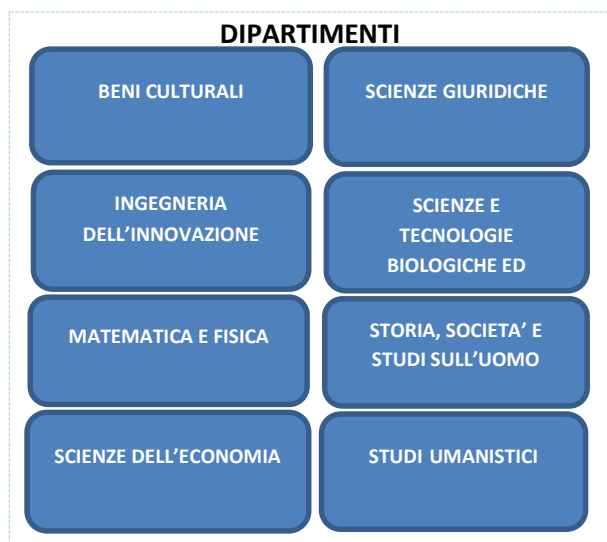 DIPARTIMENTI
BENI CULTURALI
SCIENZE GIURIDICHE
INGEGNERIA
DELL’INNOVAZIONE
SCIENZE E
TECNOLOGIE
BIOLOGICHE ED
MATEMATICA E FISICA
STORIA, SOCIETA’ E
STUDI SULL’UOMO
SCIENZE DELL’ECONOMIA
STUDI UMANISTICI